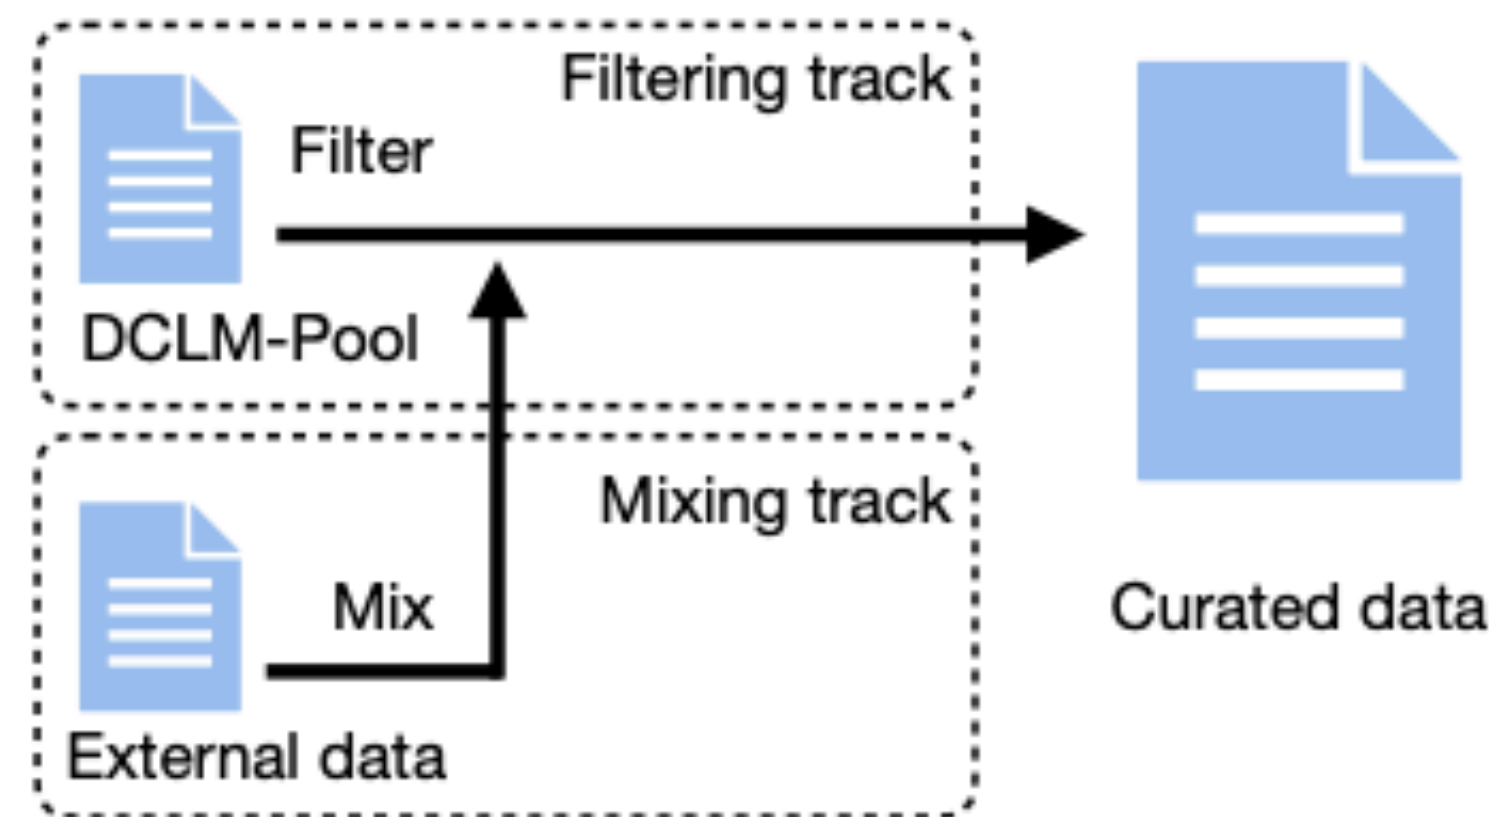 Filtering track
Filter
DCLM-Pool
Mixing track
Mix
External data
Curated data